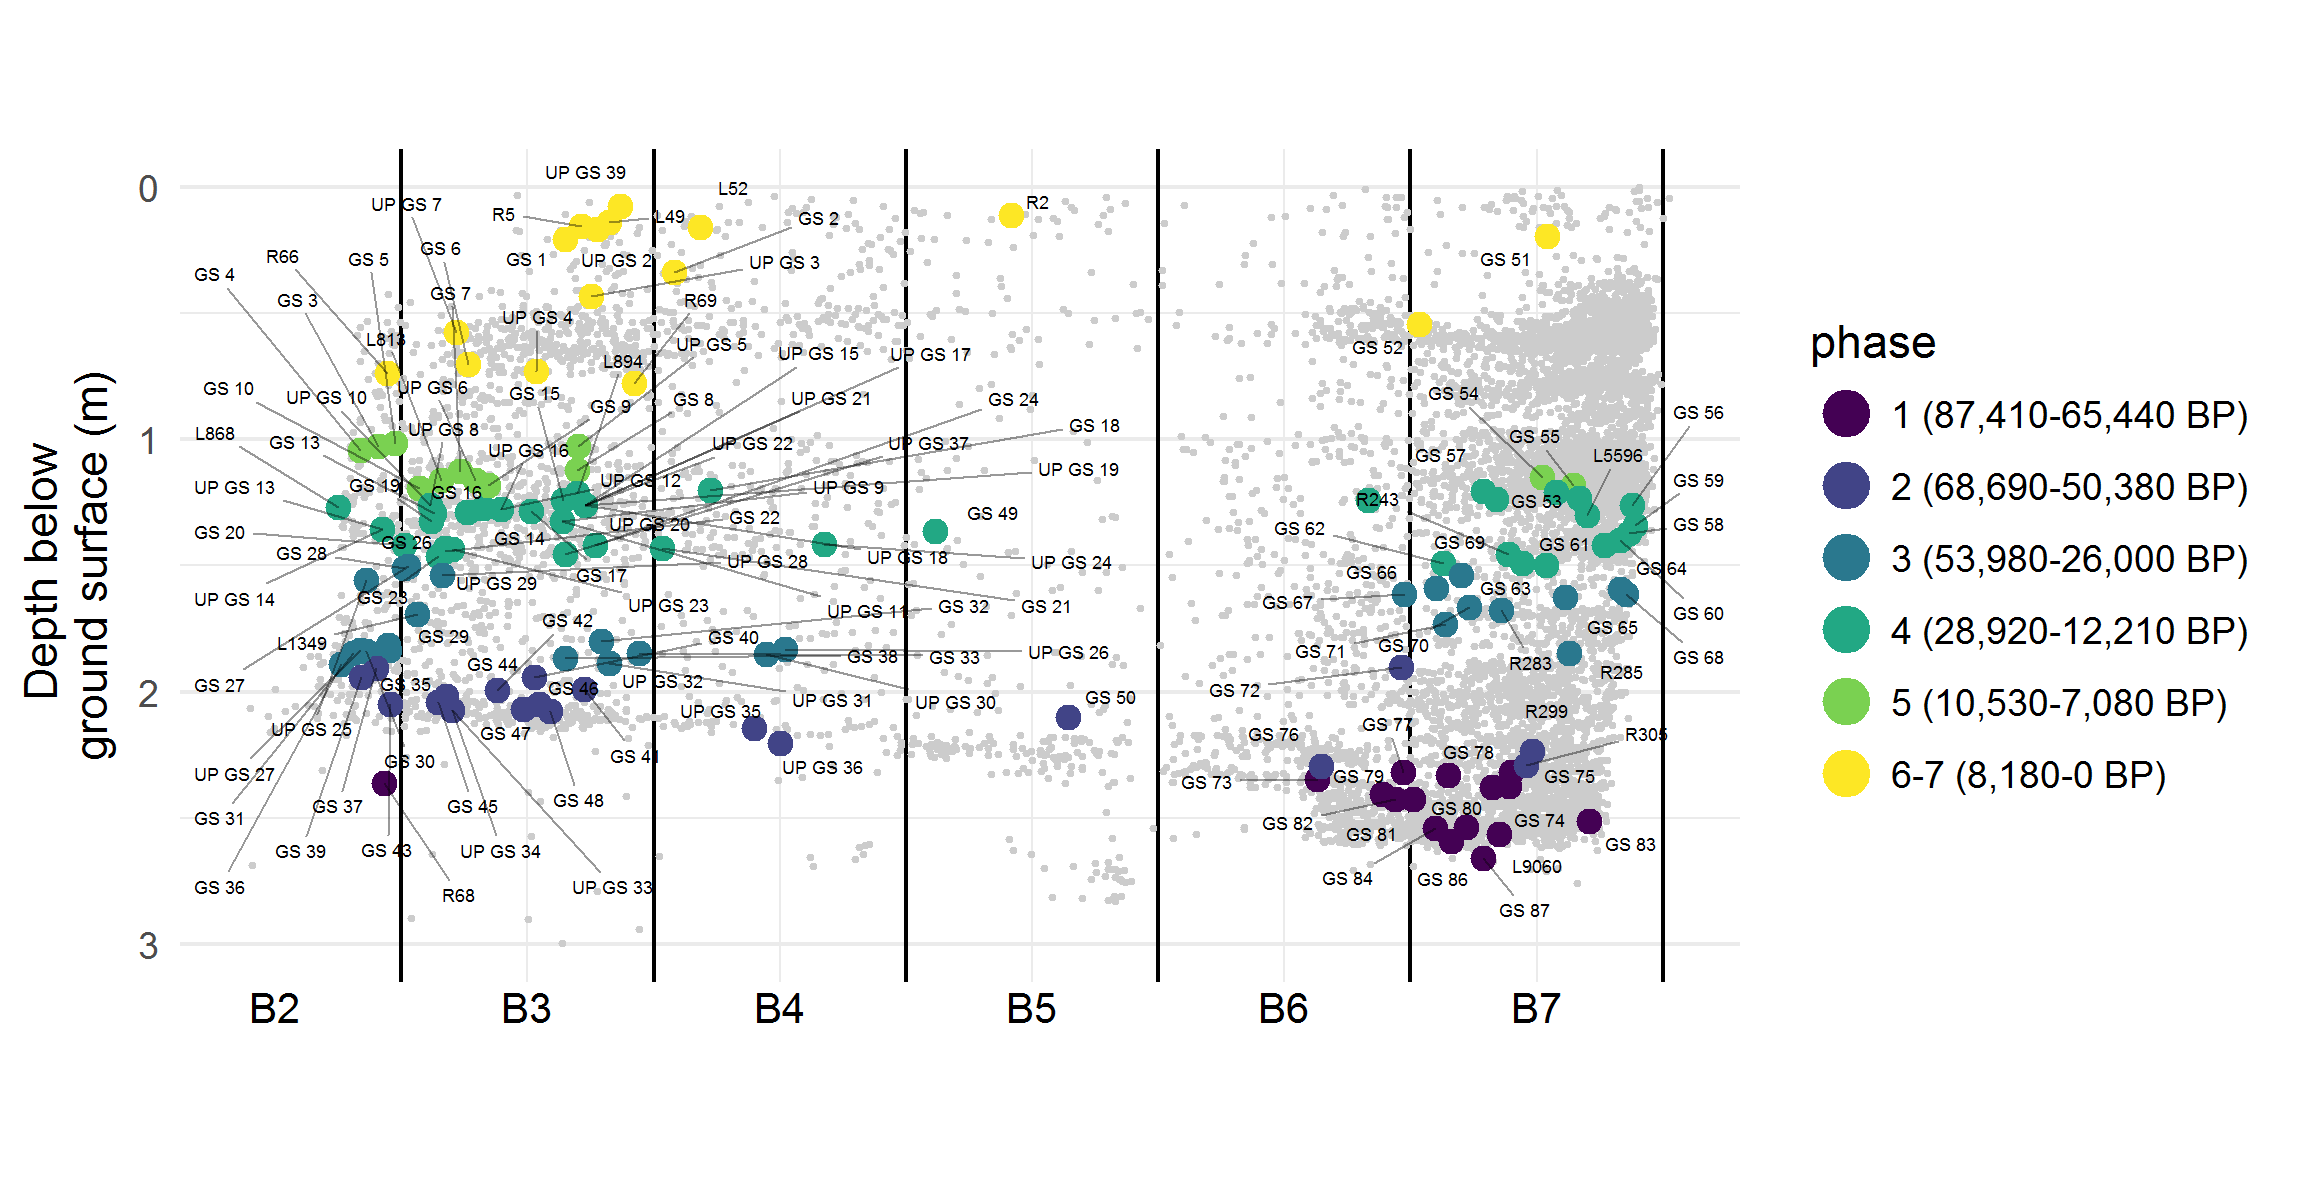 UP GS 39
L52
UP GS 7
R5
L49
GS 2
R2
R66
GS 5
GS 6
GS 1
UP GS 2
UP GS 3
GS 51
GS 4
GS 3
GS 7
UP GS 4
R69
L813
L894
UP GS 5
UP GS 15
UP GS 17
GS 52
GS 10
UP GS 10
UP GS 6
GS 15
GS 9
GS 8
UP GS 21
GS 24
GS 54
GS 56
L868
GS 13
UP GS 8
UP GS 16
UP GS 22
UP GS 37
GS 18
GS 55
GS 57
L5596
UP GS 13
GS 19
GS 16
UP GS 12
UP GS 9
UP GS 19
R243
GS 53
GS 59
GS 20
GS 28
GS 26
GS 14
UP GS 20
GS 22
GS 49
GS 62
GS 69
GS 61
GS 58
UP GS 14
GS 23
UP GS 29
GS 17
UP GS 28
UP GS 18
UP GS 24
GS 66
GS 67
GS 63
GS 64
GS 60
L1349
GS 29
GS 42
UP GS 23
UP GS 11
GS 32
GS 21
GS 71
GS 70
GS 65
GS 68
GS 27
GS 35
GS 44
GS 46
GS 40
UP GS 32
GS 38
GS 33
UP GS 26
R283
R285
GS 72
UP GS 25
GS 47
GS 41
UP GS 35
UP GS 31
UP GS 30
GS 50
R299
GS 76
GS 77
R305
UP GS 27
GS 30
UP GS 36
GS 73
GS 79
GS 78
GS 75
GS 31
GS 37
GS 45
GS 48
GS 82
GS 81
GS 80
GS 74
GS 39
GS 43
UP GS 34
GS 83
GS 36
R68
UP GS 33
GS 84
GS 86
L9060
GS 87
0
1
2
3
Depth below
ground surface (m)
B2
B3
B4
B5
B6
B7
phase
1 (87,410-65,440 BP)
2 (68,690-50,380 BP)
3 (53,980-26,000 BP)
4 (28,920-12,210 BP)
5 (10,530-7,080 BP)
6-7 (8,180-0 BP)